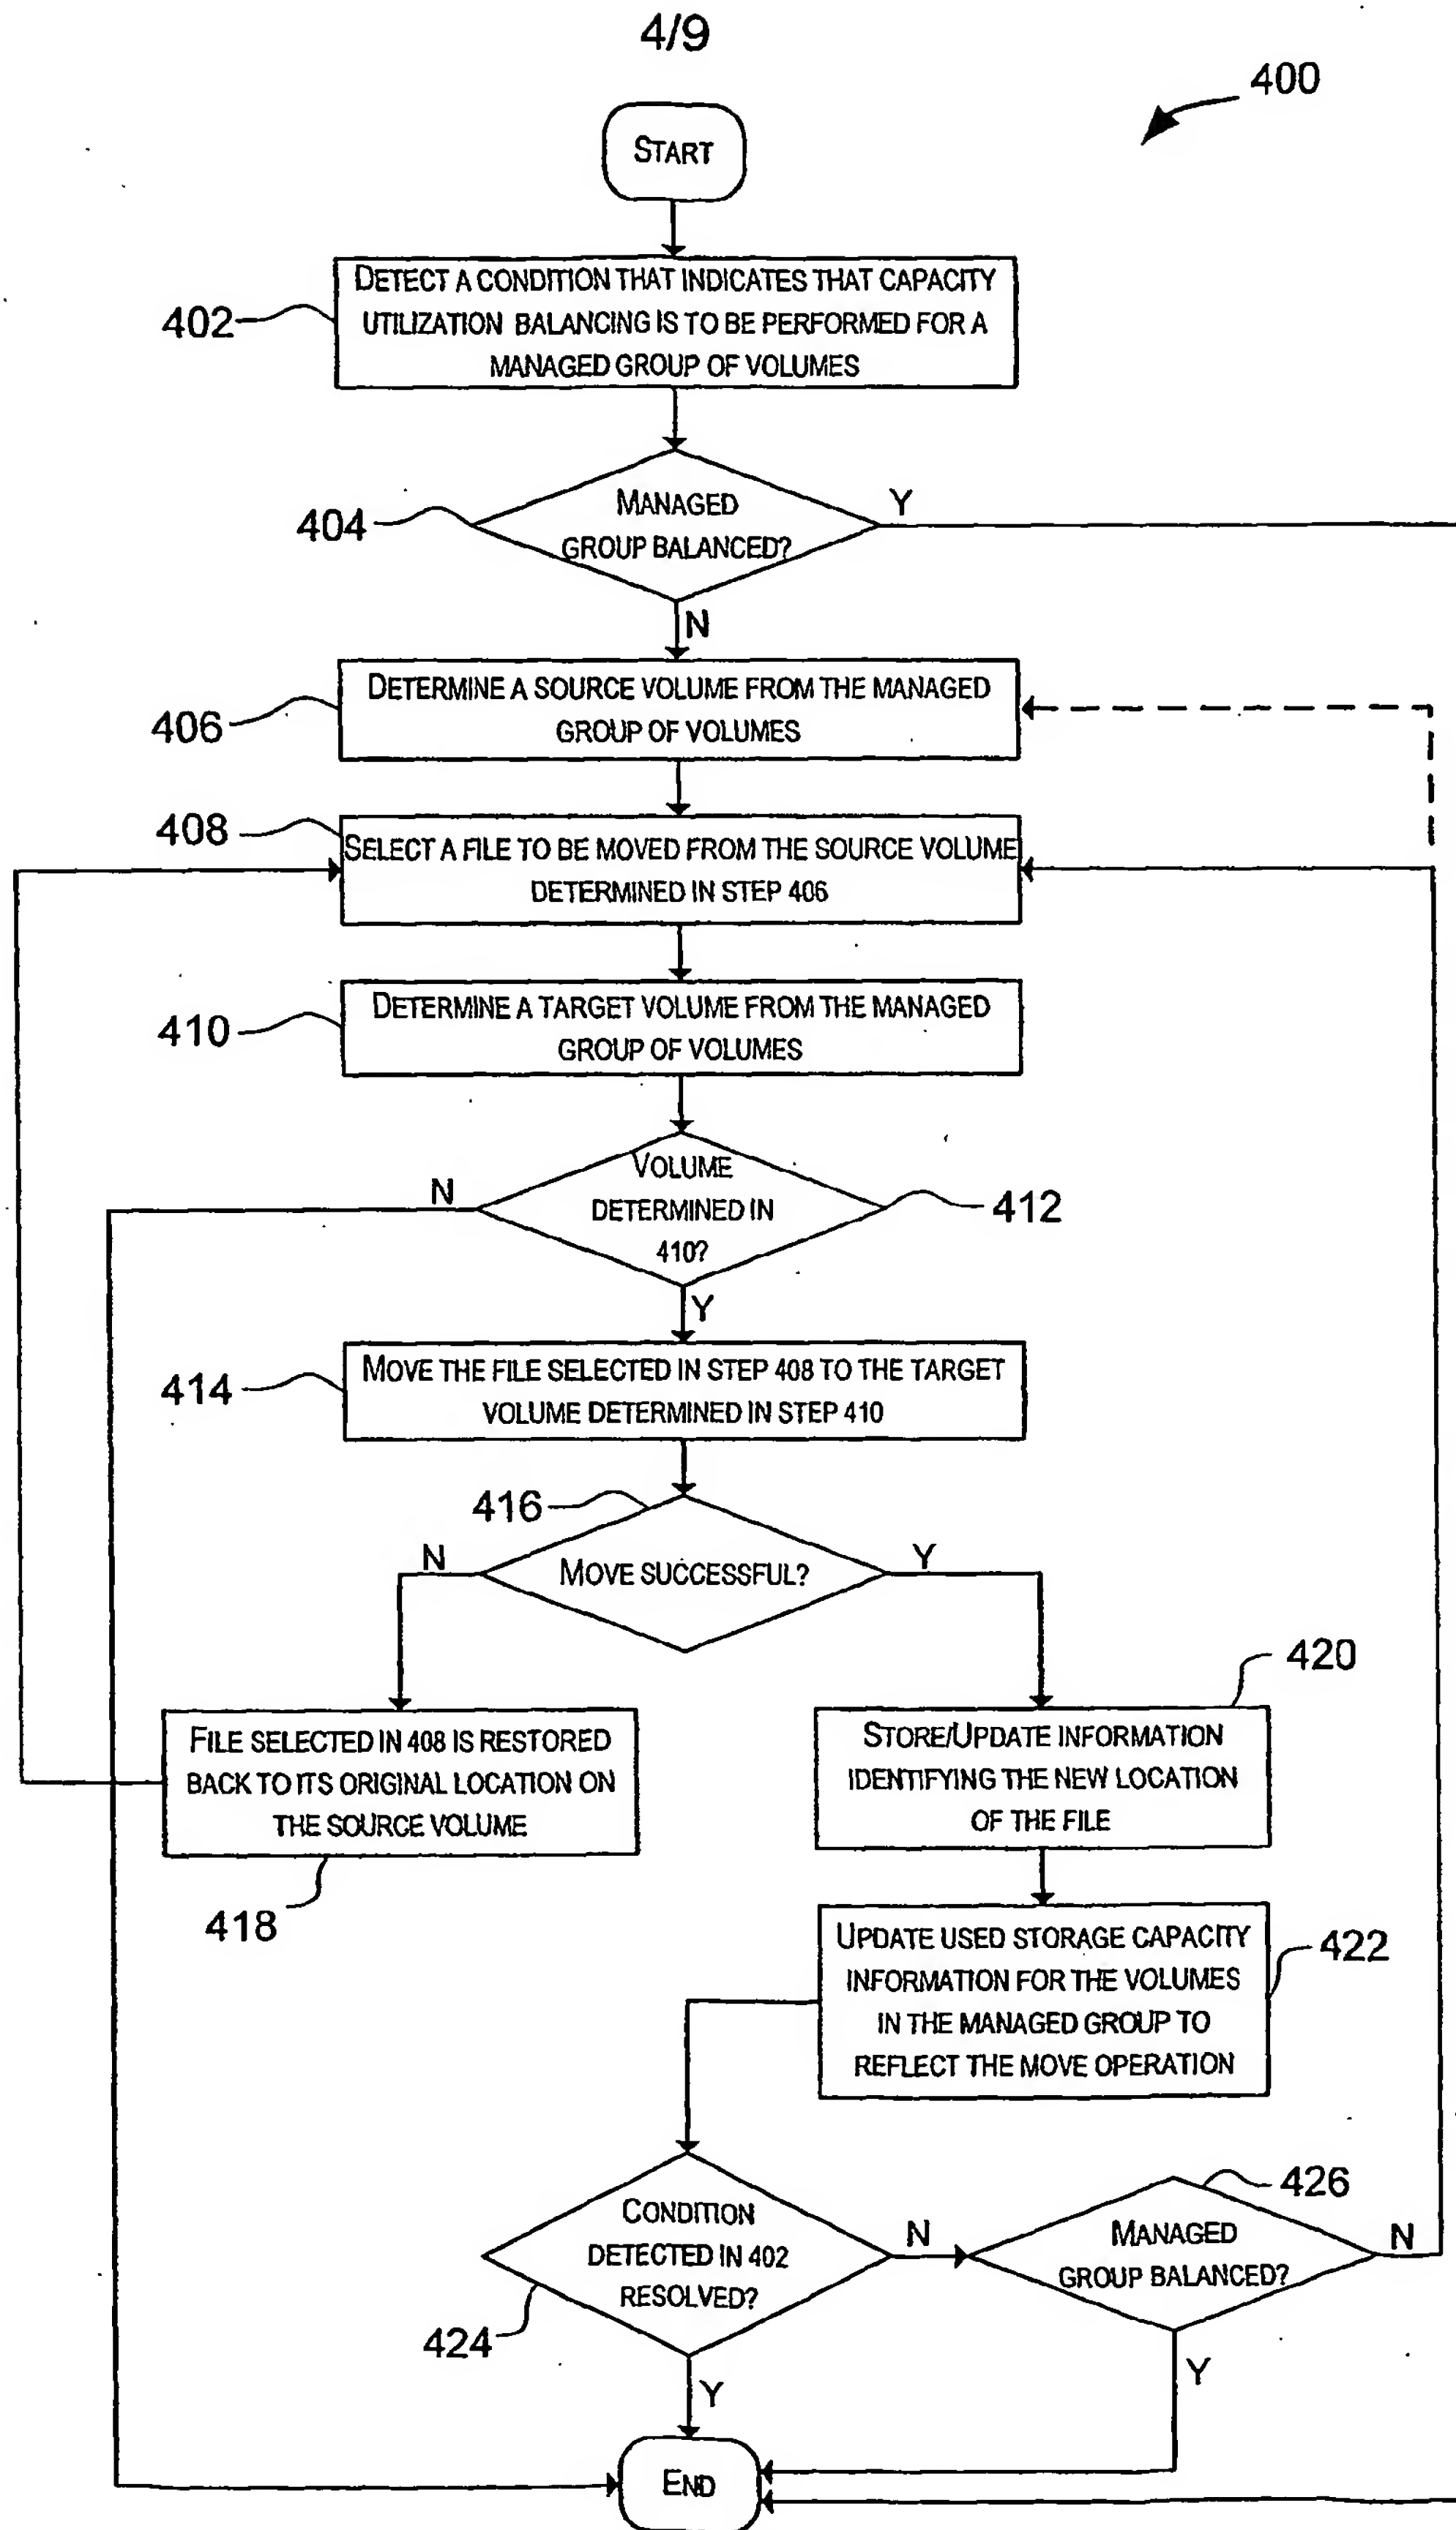 4/9
400
START
402
DETECT A CONDITION THAT INDICATES THAT CAPACITY
UTILIZATION BALANCING IS TO BE PERFORMED FOR A
MANAGED GROUP OF VOLUMES
404
MANAGED
GROUP BALANCED?
Y
N
406
DETERMINE A SOURCE VOLUME FROM THE MANAGED
GROUP OF VOLUMES
408
SELECT A FILE TO BE MOVED FROM THE SOURCE VOLUME
DETERMINED IN STEP 406
410
DETERMINE A TARGET VOLUME FROM THE MANAGED
GROUP OF VOLUMES
N
VOLUME
DETERMINED IN
410?
412
Y
414
MOVE THE FILE SELECTED IN STEP 408 TO THE TARGET
VOLUME DETERMINED IN STEP 410
416
N
MOVE SUCCESSFUL?
Y
FILE SELECTED IN 408 IS RESTORED
BACK TO ITS ORIGINAL LOCATION ON
THE SOURCE VOLUME
418
420
STORE/UPDATE INFORMATION
IDENTIFYING THE NEW LOCATION
OF THE FILE
UPDATE USED STORAGE CAPACITY
INFORMATION FOR THE VOLUMES
IN THE MANAGED GROUP TO
REFLECT THE MOVE OPERATION
422
CONDITION
DETECTED IN 402
RESOLVED?
424
N
Y
426
MANAGED
GROUP BALANCED?
N
Y
END